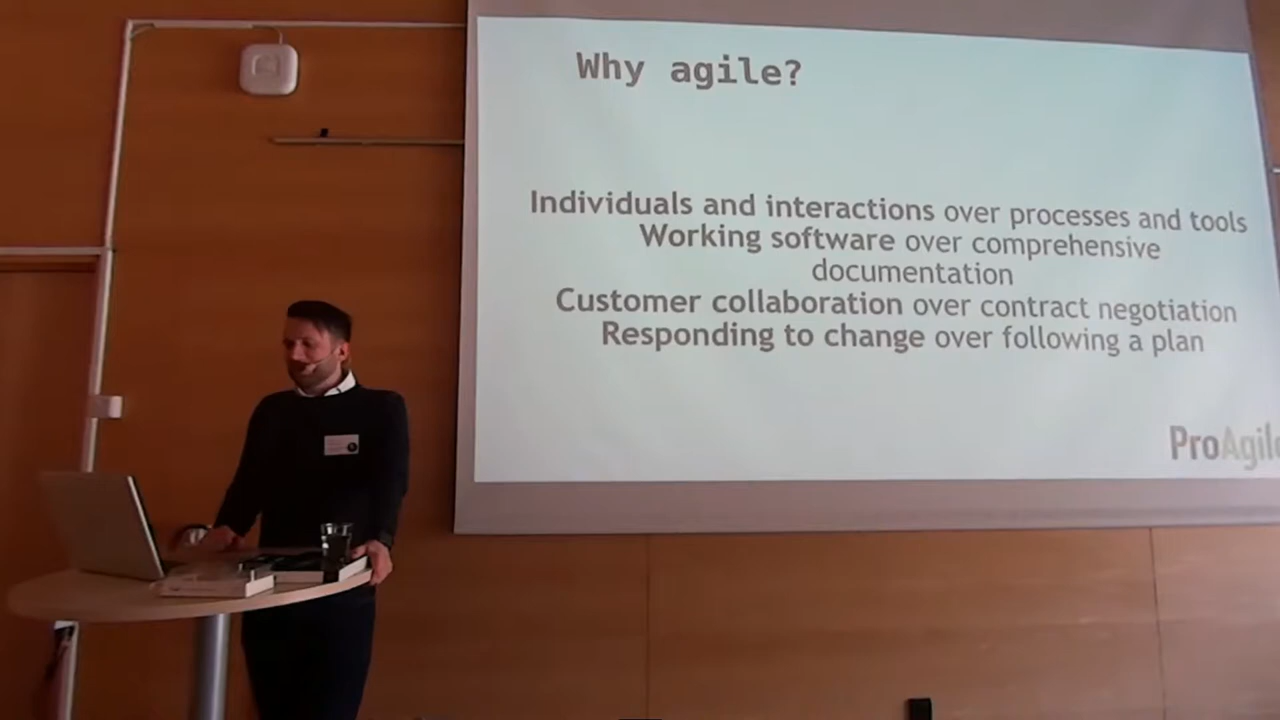 Why agile?
Individuals and interactions over processes and tools
Working software over comprehensive
documentation
Customer collaboration over contract negotiation
Responding to change over following a plan
ProAgile